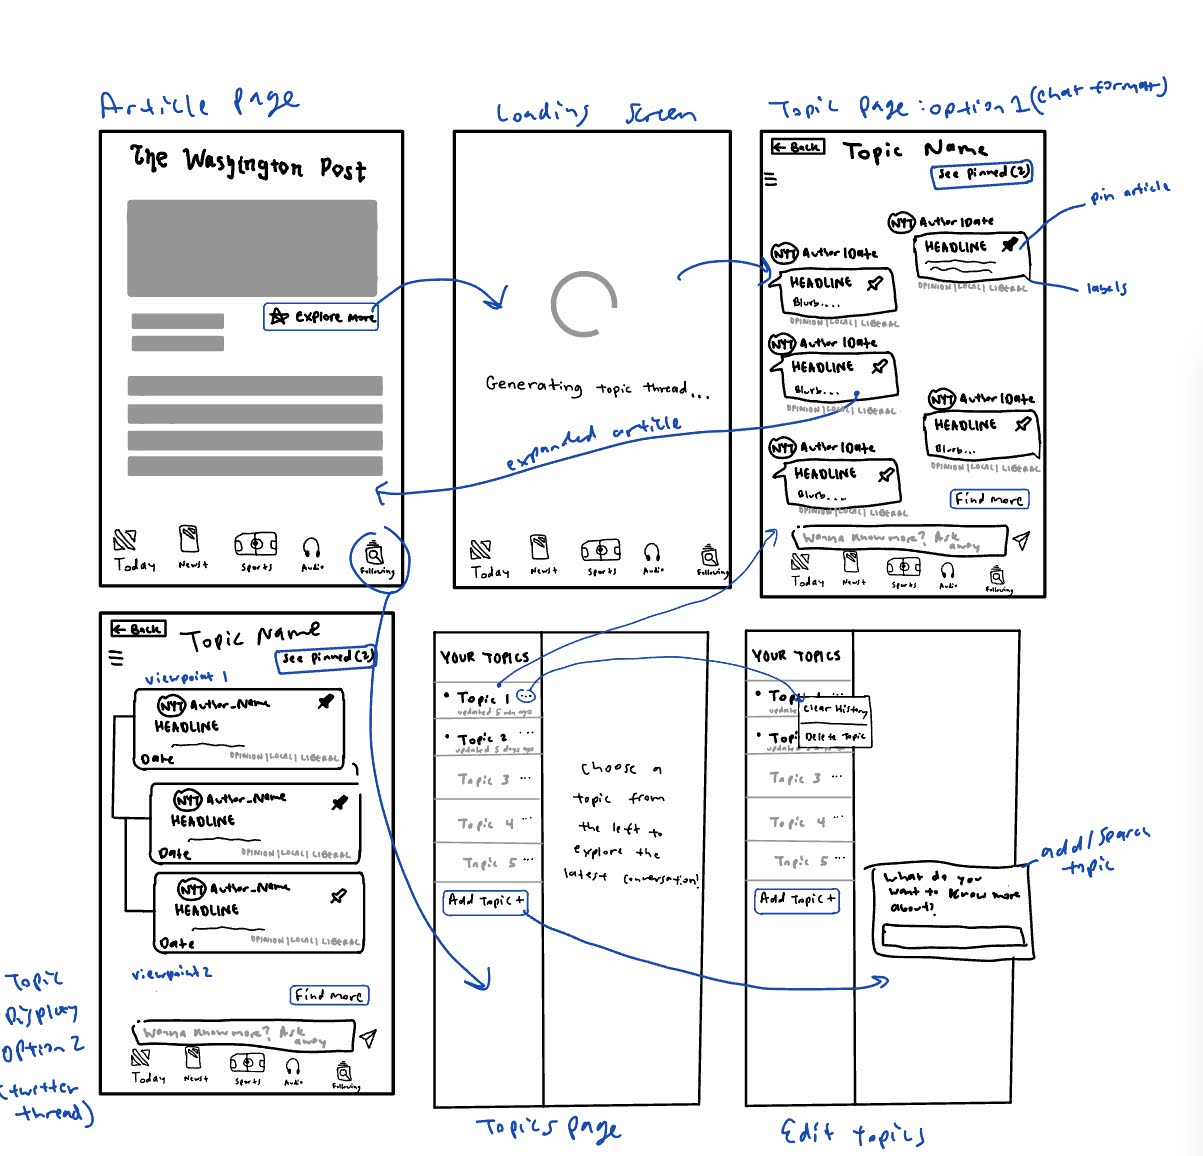 Article page
The Washington Post
Explore more
Today
News+
Sports
Audio
Following
Loading Screen
Generating topic thread...
Today
News+
Sports
Audio
Following
Topic page: option 1 (chat format)
← Back
Topic Name
See Pinned (2)
pin article
NYT Author | Date
HEADLINE
OPINION | LOCAL | LIBERAL
labels
NYT Author | Date
HEADLINE
Blurb....
OPINION | LOCAL | LIBERAL
NYT Author | Date
HEADLINE
Blurb....
OPINION | LOCAL | LIBERAL
NYT Author | Date
HEADLINE
Blurb...
OPINION | LOCAL | LIBERAL
NYT Author | Date
HEADLINE
Blurb....
OPINION | LOCAL | LIBERAL
Find more
Wanna know more? Ask
away
Today
News+
Sports
Audio
Following
expanded article
← Back
Topic Name
See Pinned (2)
viewpoint 1
NYT Author_Name
HEADLINE
Date
OPINION | LOCAL | LIBERAL
NYT Author_Name
HEADLINE
Date
OPINION | LOCAL | LIBERAL
NYT Author_Name
HEADLINE
Date
OPINION | LOCAL | LIBERAL
viewpoint 2
Find more
Wanna know more? Ask
away
Today
News+
Sports
Audio
Following
Topic
Display
option 2
(twitter
thread)
YOUR TOPICS
• Topic 1 ...
updated 5 min ago
• Topic 2 ...
updated 5 days ago
Topic 3 ...
Topic 4 ...
Topic 5 ...
Add Topic +
Choose a
topic from
the left to
explore the
latest conversation!
Topics page
YOUR TOPICS
• Top
...
update
Clear History
Delete Topic
• Topi
updated
Topic 3 ...
Topic 4 ...
Topic 5 ...
Add Topic +
add/search
topic
What do you
want to know more
about?
Edit topics